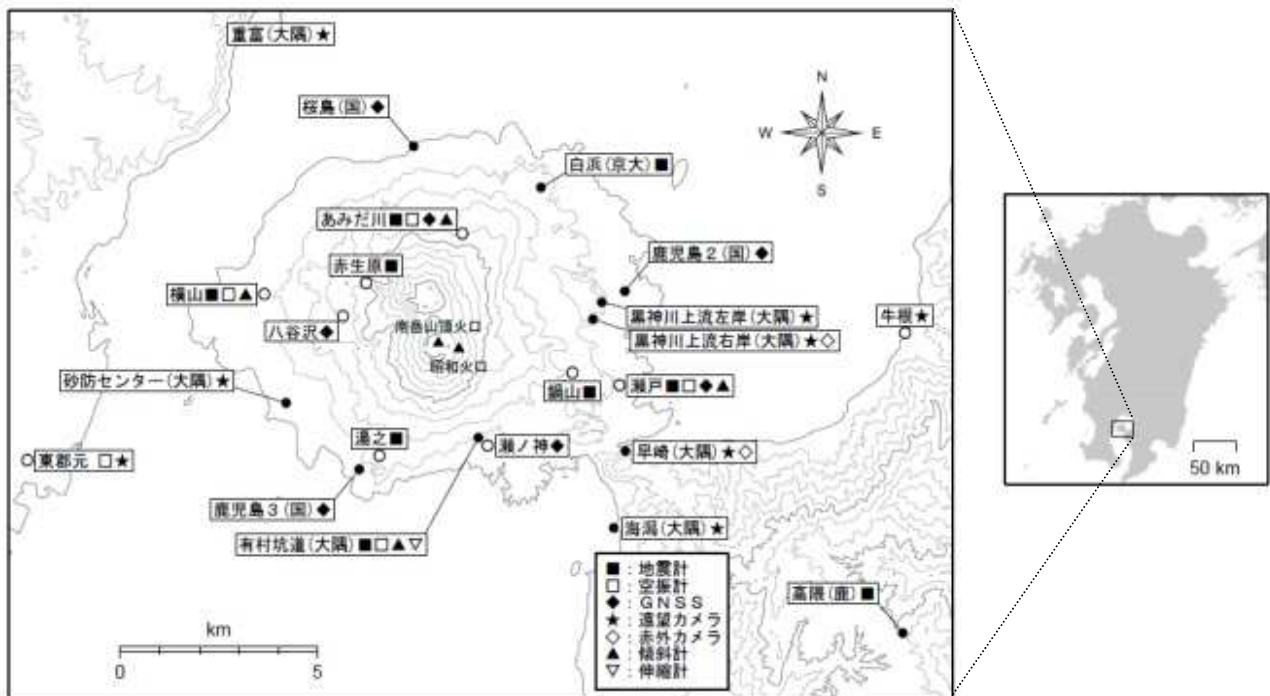 重富(大隅)★
桜島(国)◆
N
W
E
S
白浜(京大)■
あみだ川■□◆▲
鹿児島2(国)◆
赤生原■
横山■□▲
黒神川上流左岸(大隅)★
牛根★
八谷沢◆
南岳山頂火口
黒神川上流右岸(大隅)★◇
昭和火口
砂防センター(大隅)★
鍋山■
瀬戸■□◆▲
湯之■
瀬ノ神◆
早崎(大隅)★◇
東郡元 □★
鹿児島3(国)◆
海潟(大隅)★
有村坑道(大隅)■□▲▽
■:地震計
□:空振計
◆:GNSS
★:遠望カメラ
◇:赤外カメラ
▲:傾斜計
▽:伸縮計
高隈(鹿)■
km
0 5
50 km